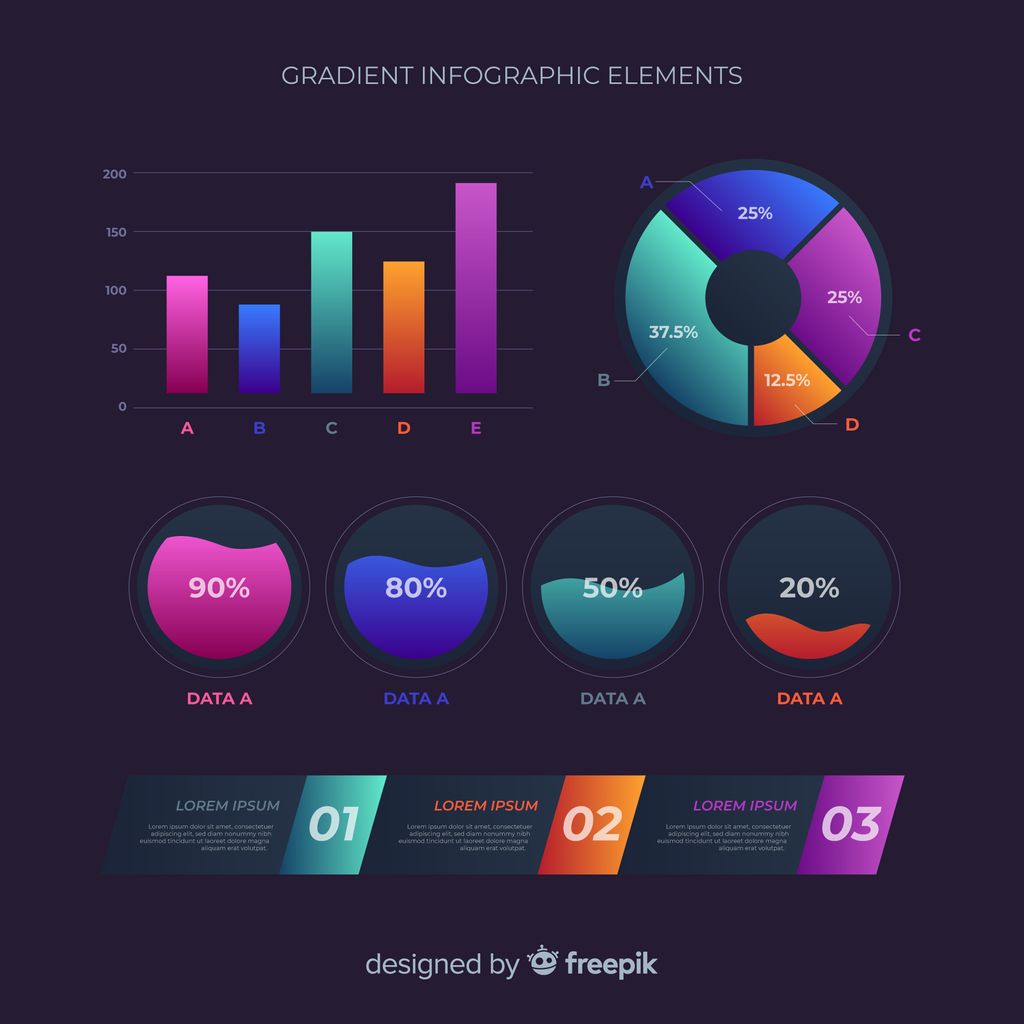 GRADIENT INFOGRAPHIC ELEMENTS
200
150
100
50
0
A B C D E
A
25%
25%
C
37.5%
B
12.5%
D
90% 80% 50% 20%
DATA A DATA A DATA A DATA A
LOREM IPSUM
Lorem ipsum dolor sit amet, consectetuer
adipiscing elit, sed diam nonummy nibh
euismod tincidunt ut laoreet dolore magna
aliquam erat volutpat.
01
LOREM IPSUM
Lorem ipsum dolor sit amet, consectetuer
adipiscing elit, sed diam nonummy nibh
euismod tincidunt ut laoreet dolore magna
aliquam erat volutpat.
02
LOREM IPSUM
Lorem ipsum dolor sit amet, consectetuer
adipiscing elit, sed diam nonummy nibh
euismod tincidunt ut laoreet dolore magna
aliquam erat volutpat.
03
designed by freepik